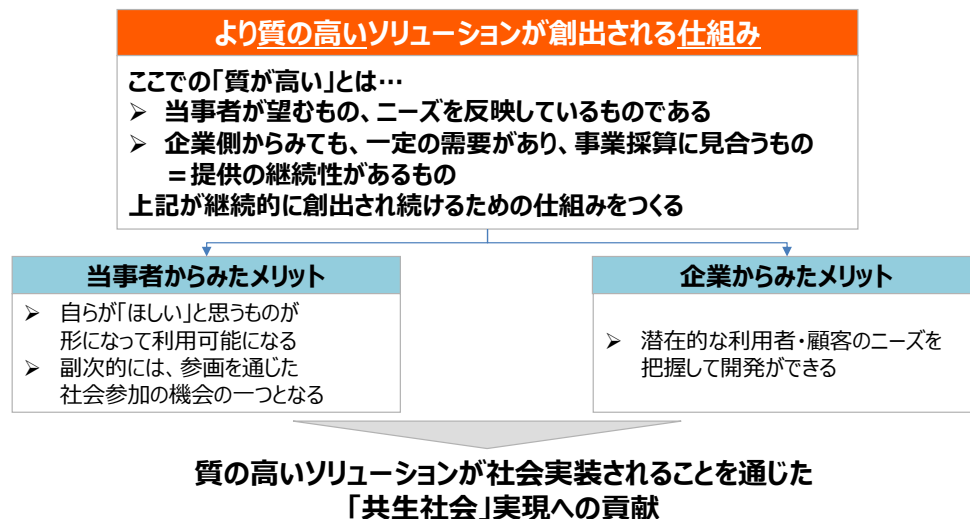 より質の高いソリューションが創出される仕組み
ここでの「質が高い」とは…
➢ 当事者が望むもの、ニーズを反映しているものである
➢ 企業側からみても、一定の需要があり、事業採算に見合うもの
＝提供の継続性があるもの
上記が継続的に創出され続けるための仕組みをつくる
当事者からみたメリット
➢ 自らが「ほしい」と思うものが
形になって利用可能になる
➢ 副次的には、参画を通じた
社会参加の機会の一つとなる
企業からみたメリット
➢ 潜在的な利用者・顧客のニーズを
把握して開発ができる
質の高いソリューションが社会実装されることを通じた
「共生社会」実現への貢献